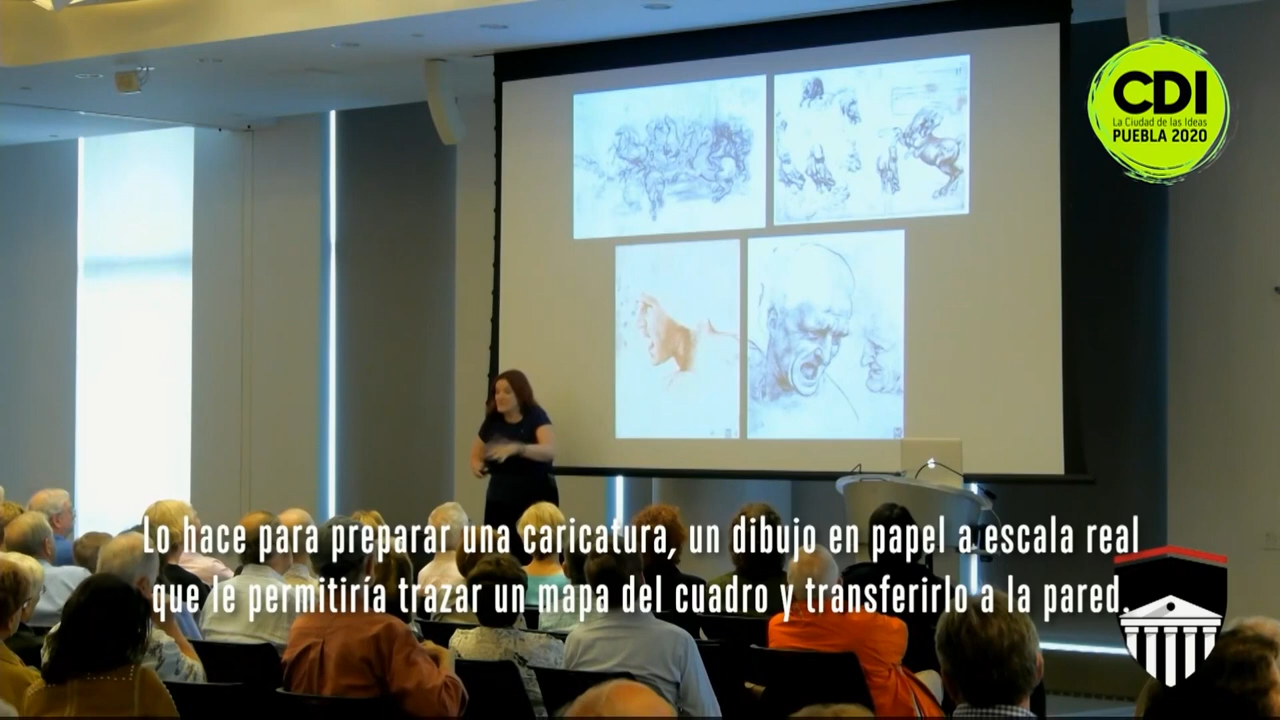 CDI
La Ciudad de las Ideas
PUEBLA 2020
Lo hace para preparar una caricatura, un dibujo en papel a escala real
que le permitiría trazar un mapa del cuadro y transferirlo a la pared.